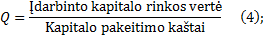 Q = Įdarbinto kapitalo rinkos vertė / Kapitalo pakeitimo kaštai (4);